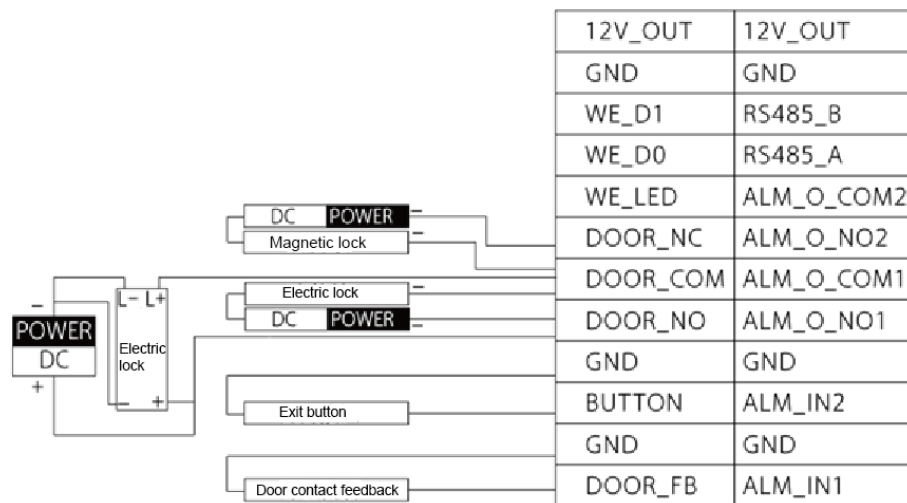 12V_OUT 12V_OUT
GND GND
WE_D1 RS485_B
WE_D0 RS485_A
WE_LED ALM_O_COM2
DC POWER −
Magnetic lock −
DOOR_NC ALM_O_NO2
DOOR_COM ALM_O_COM1
Electric lock −
DC POWER −
DOOR_NO ALM_O_NO1
L− L+
−
POWER
DC
+
Electric
lock
− +
GND GND
Exit button
BUTTON ALM_IN2
GND GND
Door contact feedback
DOOR_FB ALM_IN1